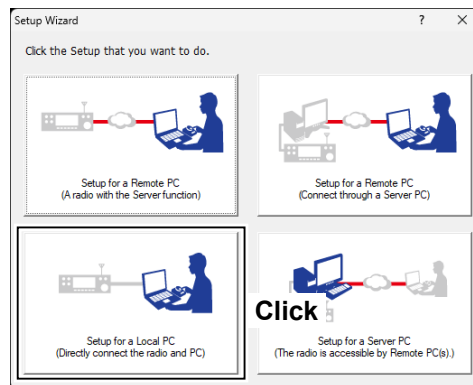 Setup Wizard
? ×
Click the Setup that you want to do.
Setup for a Remote PC
(A radio with the Server function)
Setup for a Remote PC
(Connect through a Server PC)
Setup for a Local PC
(Directly connect the radio and PC)
Click
Setup for a Server PC
(The radio is accessible by Remote PC(s).)